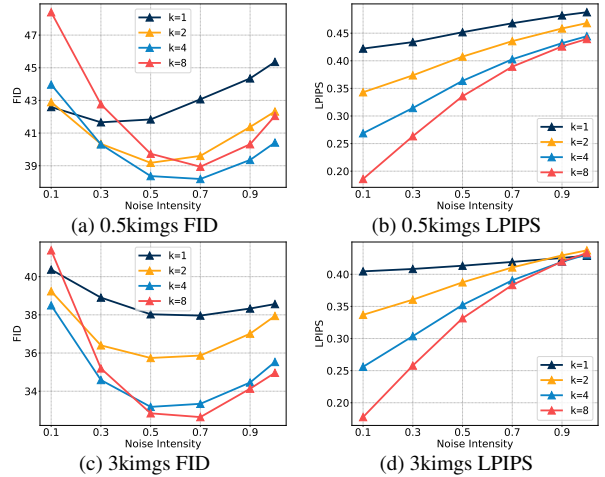 47
45
43
41
39
FID
k=1
k=2
k=4
k=8
0.1 0.3 0.5 0.7 0.9
Noise Intensity
(a) 0.5kimgs FID
0.45
0.40
0.35
0.30
0.25
0.20
LPIPS
k=1
k=2
k=4
k=8
0.1 0.3 0.5 0.7 0.9
Noise Intensity
(b) 0.5kimgs LPIPS
40
38
36
34
FID
k=1
k=2
k=4
k=8
0.1 0.3 0.5 0.7 0.9
Noise Intensity
(c) 3kimgs FID
0.40
0.35
0.30
0.25
0.20
LPIPS
k=1
k=2
k=4
k=8
0.1 0.3 0.5 0.7 0.9
Noise Intensity
(d) 3kimgs LPIPS